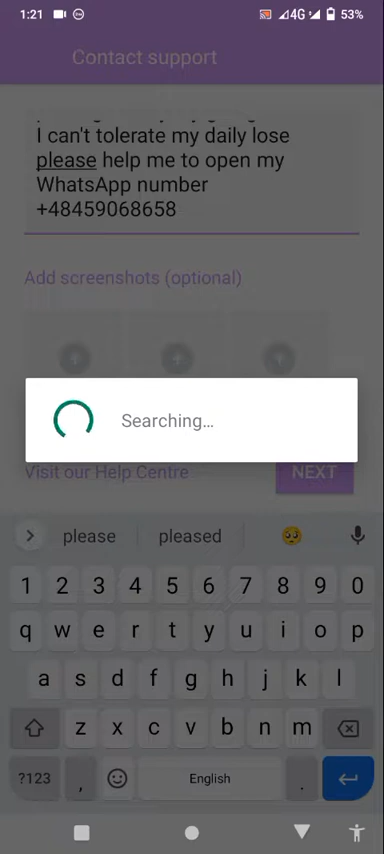 1:21 4G 53%
Contact support
I can't tolerate my daily lose
please help me to open my
WhatsApp number
+48459068658
Add screenshots (optional)
Searching…
Visit our Help Centre NEXT
please pleased
1 2 3 4 5 6 7 8 9 0
q w e r t y u i o p
a s d f g h j k l
z x c v b n m
?123 , English .